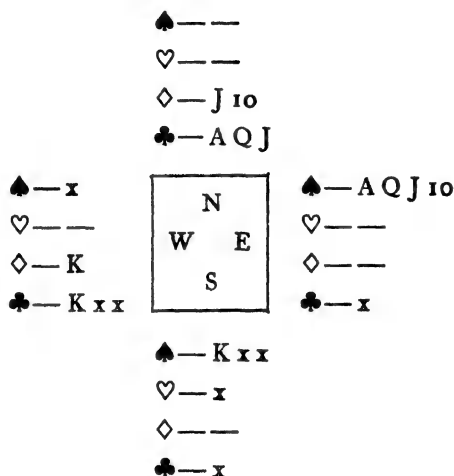 ♠ — —
♡ — —
♢ — J 10
♣ — A Q J
♠ — x
♡ — —
♢ — K
♣ — K x x
N
W E
S
♠ — A Q J 10
♡ — —
♢ — —
♣ — x
♠ — K x x
♡ — x
♢ — —
♣ — x